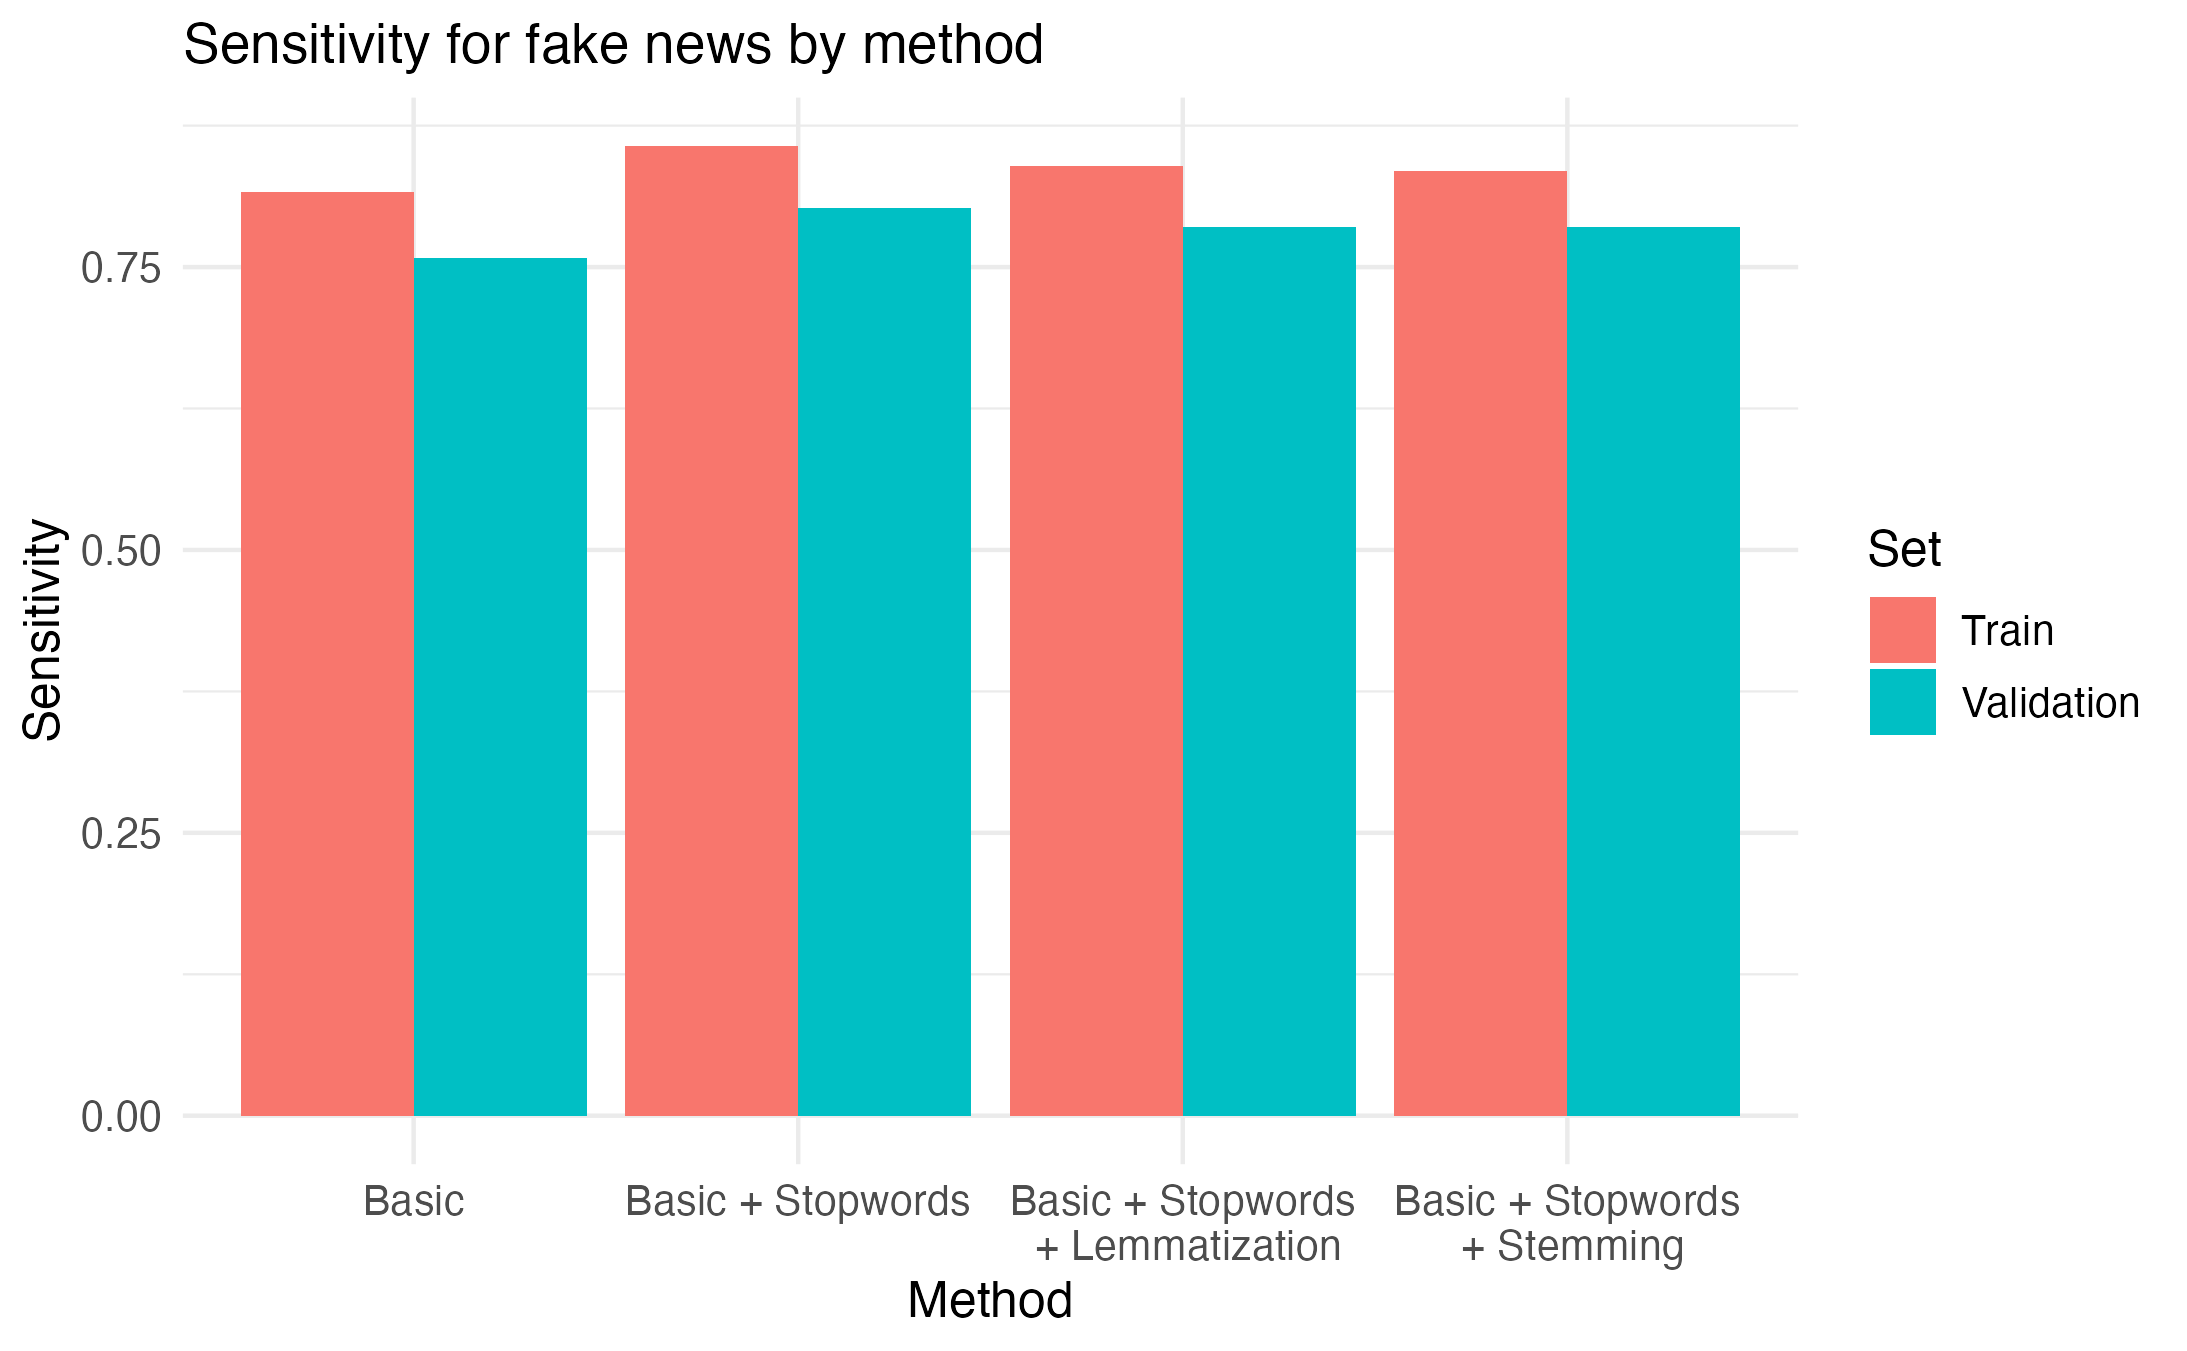 Sensitivity for fake news by method
Sensitivity
0.75
0.50
0.25
0.00
Basic
Basic + Stopwords
Basic + Stopwords
+ Lemmatization
Basic + Stopwords
+ Stemming
Method
Set
Train
Validation